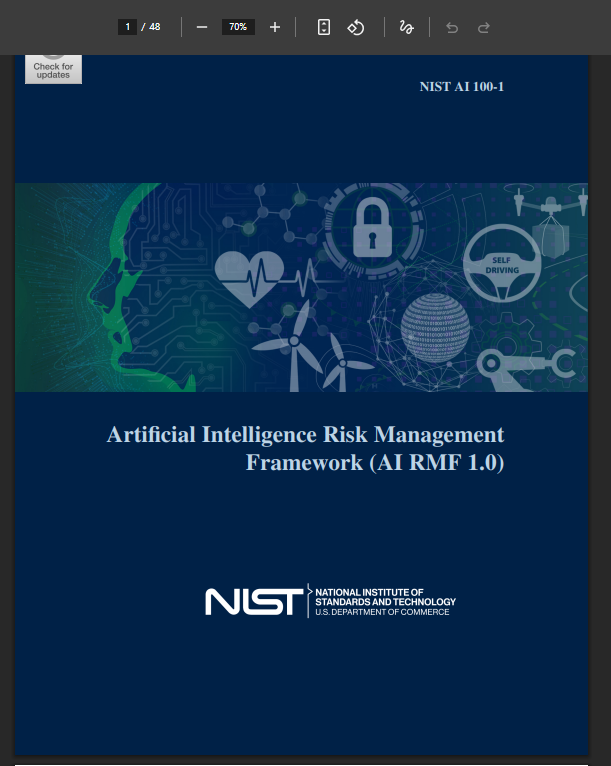 1 / 48
70%
Check for
updates
NIST AI 100-1
SELF
DRIVING
Artificial Intelligence Risk Management
Framework (AI RMF 1.0)
NIST
NATIONAL INSTITUTE OF
STANDARDS AND TECHNOLOGY
U.S. DEPARTMENT OF COMMERCE